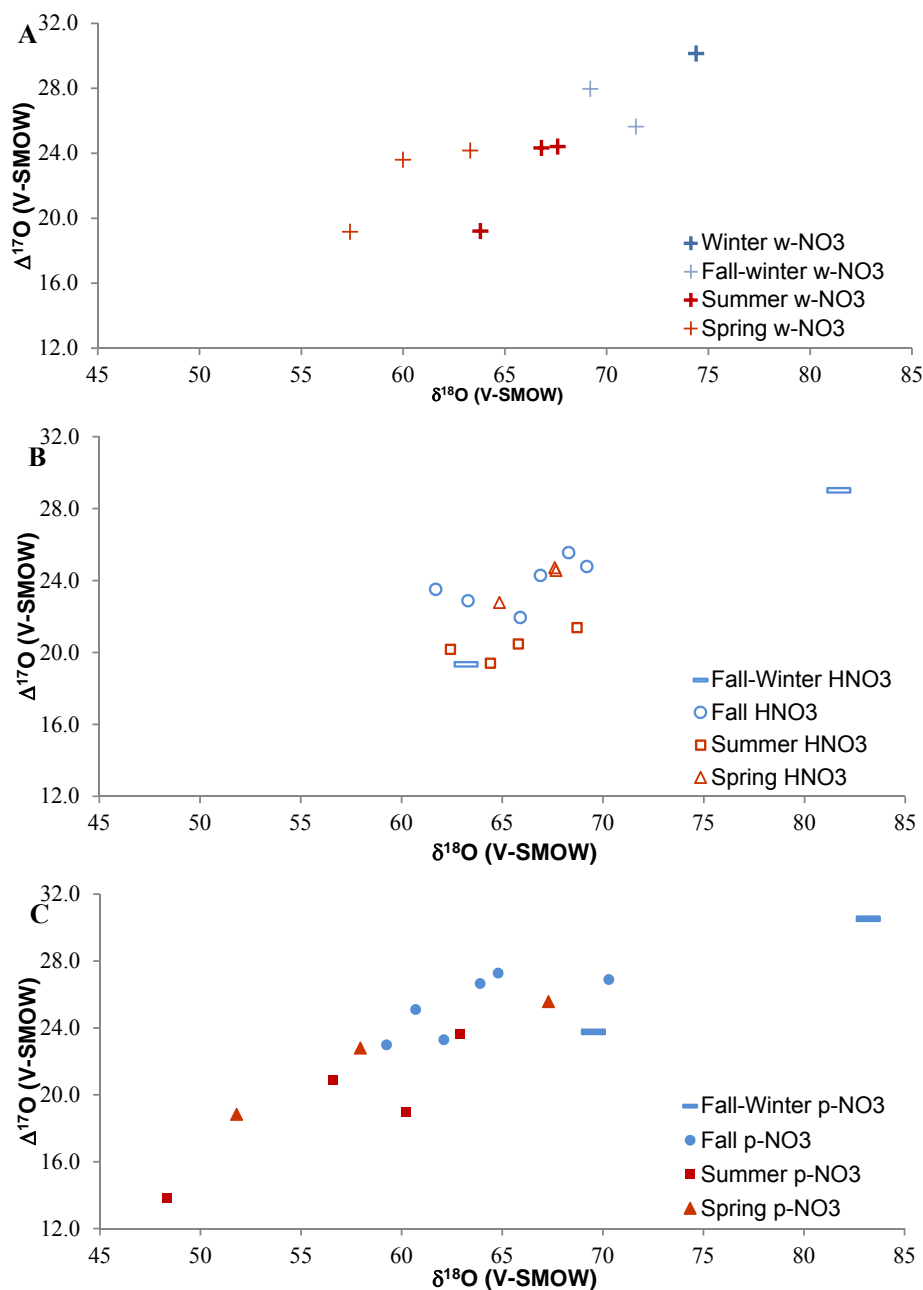 A
Δ17O (V-SMOW)
32.0
28.0
24.0
20.0
16.0
12.0
Winter w-NO3
Fall-winter w-NO3
Summer w-NO3
Spring w-NO3
45 50 55 60 65 70 75 80 85
δ18O (V-SMOW)
B
Δ17O (V-SMOW)
32.0
28.0
24.0
20.0
16.0
12.0
Fall-Winter HNO3
Fall HNO3
Summer HNO3
Spring HNO3
45 50 55 60 65 70 75 80 85
δ18O (V-SMOW)
C
Δ17O (V-SMOW)
32.0
28.0
24.0
20.0
16.0
12.0
Fall-Winter p-NO3
Fall p-NO3
Summer p-NO3
Spring p-NO3
45 50 55 60 65 70 75 80 85
δ18O (V-SMOW)